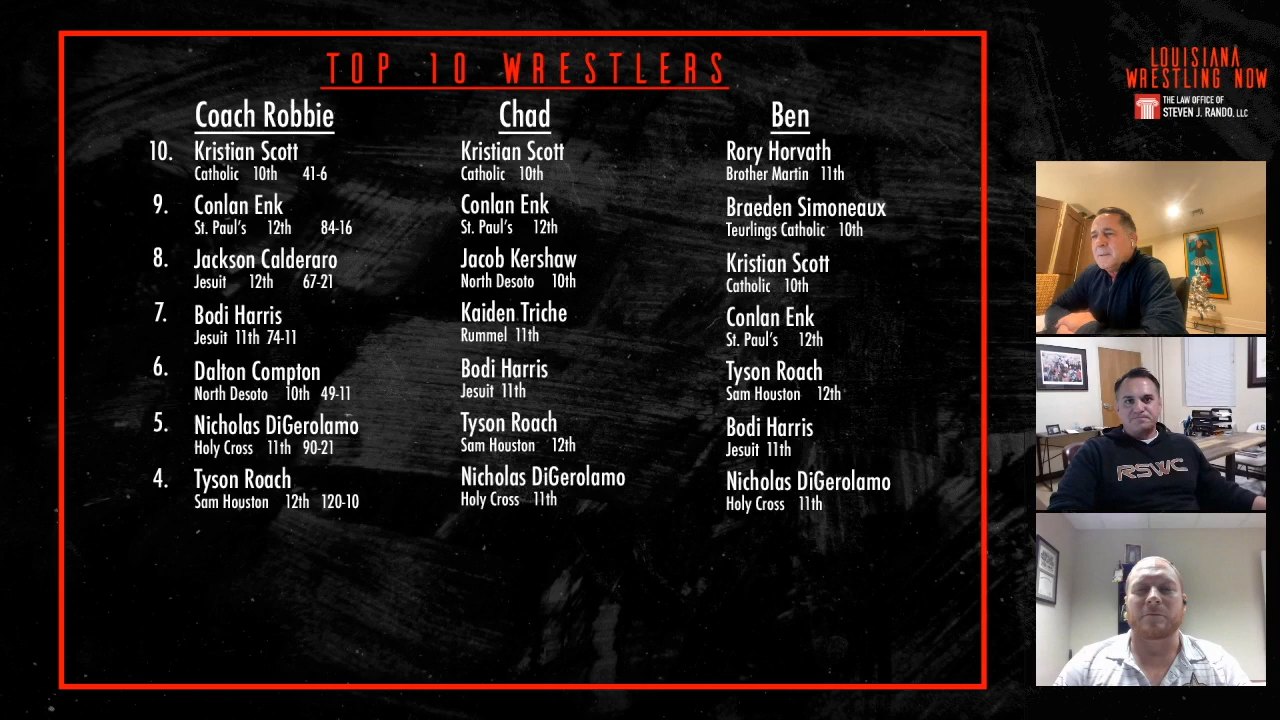 TOP 10 WRESTLERS
Coach Robbie
10. Kristian Scott
Catholic 10th 41-6
9. Conlan Enk
St. Paul's 12th 84-16
8. Jackson Calderaro
Jesuit 12th 67-21
7. Bodi Harris
Jesuit 11th 74-11
6. Dalton Compton
North Desoto 10th 49-11
5. Nicholas DiGerolamo
Holy Cross 11th 90-21
4. Tyson Roach
Sam Houston 12th 120-10
Chad
Kristian Scott
Catholic 10th
Conlan Enk
St. Paul's 12th
Jacob Kershaw
North Desoto 10th
Kaiden Triche
Rummel 11th
Bodi Harris
Jesuit 11th
Tyson Roach
Sam Houston 12th
Nicholas DiGerolamo
Holy Cross 11th
Ben
Rory Horvath
Brother Martin 11th
Braeden Simoneaux
Teurlings Catholic 10th
Kristian Scott
Catholic 10th
Conlan Enk
St. Paul's 12th
Tyson Roach
Sam Houston 12th
Bodi Harris
Jesuit 11th
Nicholas DiGerolamo
Holy Cross 11th
LOUISIANA
WRESTLING NOW
THE LAW OFFICE OF
STEVEN J. RANDO, LLC
RSWC